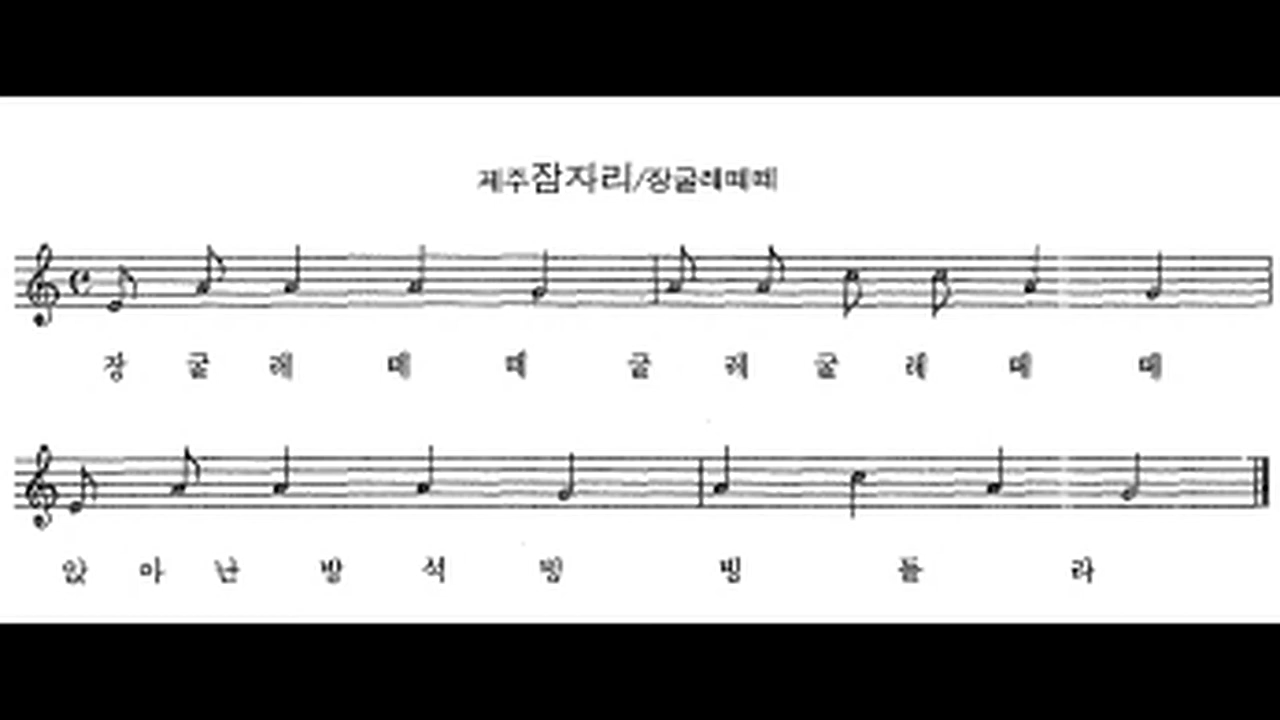 제주잠자리/장굴레떼떼
장 굴 레 떼 떼 굴 레 굴 레 떼 떼
앉 아 난 방 석 빙 빙 돌 라